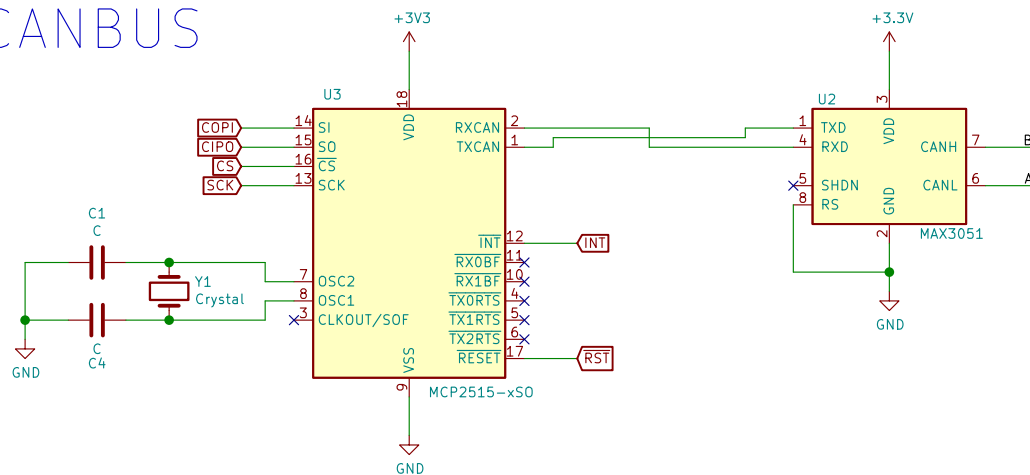 CANBUS
+3V3
+3.3V
U3
U2
18
VDD
3
VDD
COPI 14 SI
RXCAN 2
1 TXD
CIPO 15 SO
TXCAN 1
4 RXD
CANH 7
B
CS 16 CS
SCK 13 SCK
5 SHDN
CANL 6
A
8 RS
GND
2
MAX3051
C1
C
INT 12 INT
RX0BF 11
7 OSC2
RX1BF 10
Y1
Crystal
8 OSC1
TX0RTS 4
3 CLKOUT/SOF
TX1RTS 5
GND
TX2RTS 6
C
C4
RESET 17 RST
GND
VSS
9
MCP2515-xSO
GND